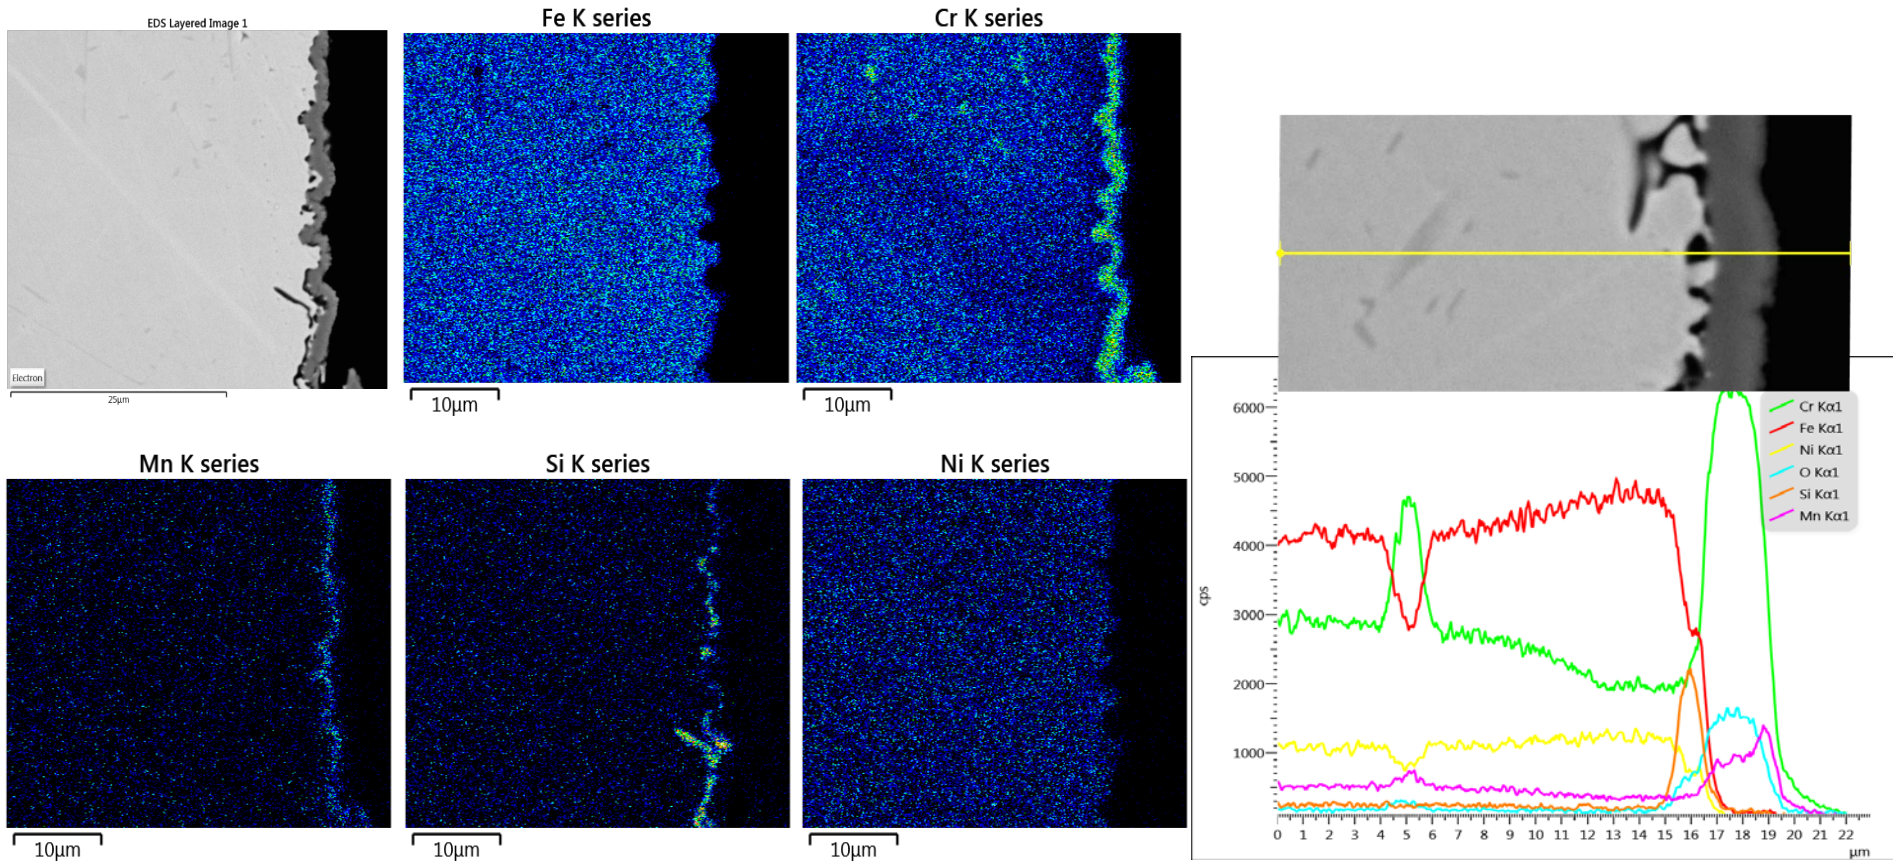 EDS Layered Image 1
Fe K series
Cr K series
Electron
25µm
10µm
10µm
Mn K series
Si K series
Ni K series
10µm
10µm
10µm
Cr Kα1
Fe Kα1
Ni Kα1
O Kα1
Si Kα1
Mn Kα1
6000
5000
4000
3000
2000
1000
cps
0 1 2 3 4 5 6 7 8 9 10 11 12 13 14 15 16 17 18 19 20 21 22
µm